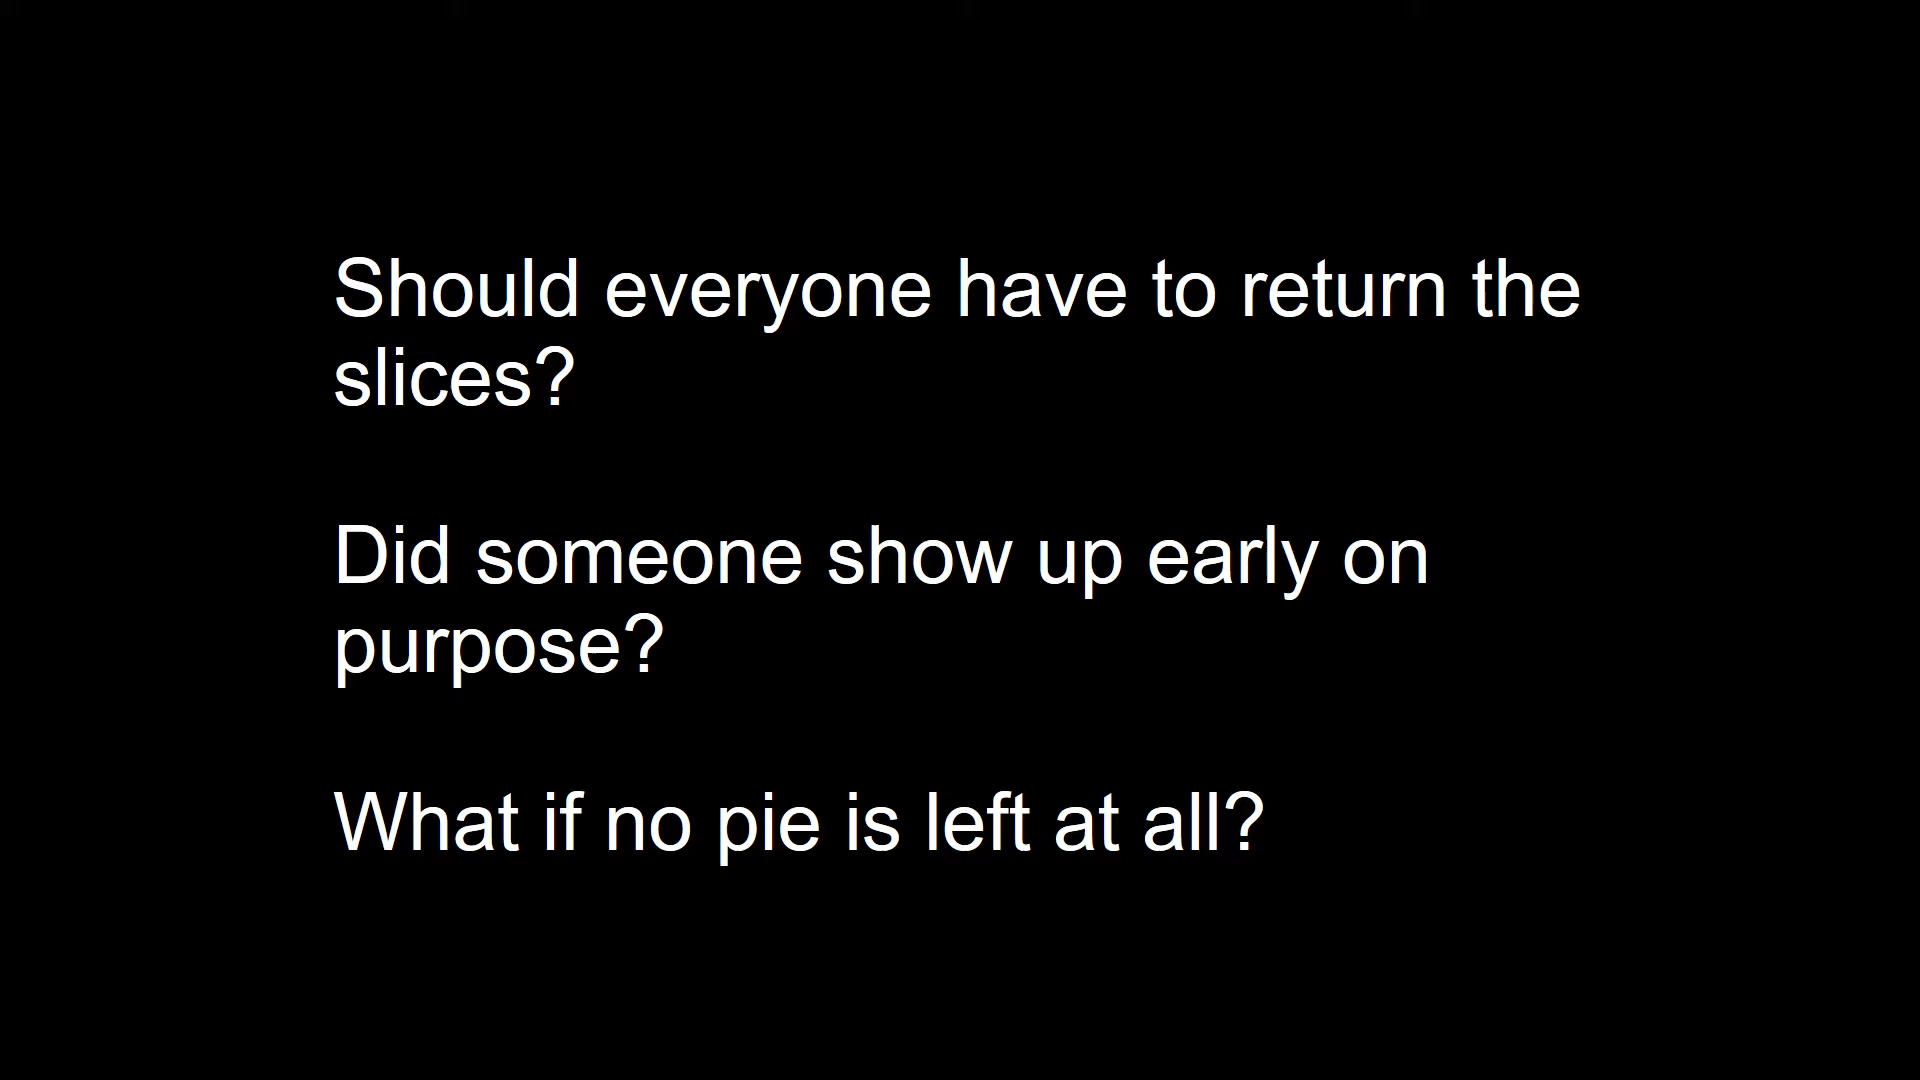 Should everyone have to return the
slices?
Did someone show up early on
purpose?
What if no pie is left at all?